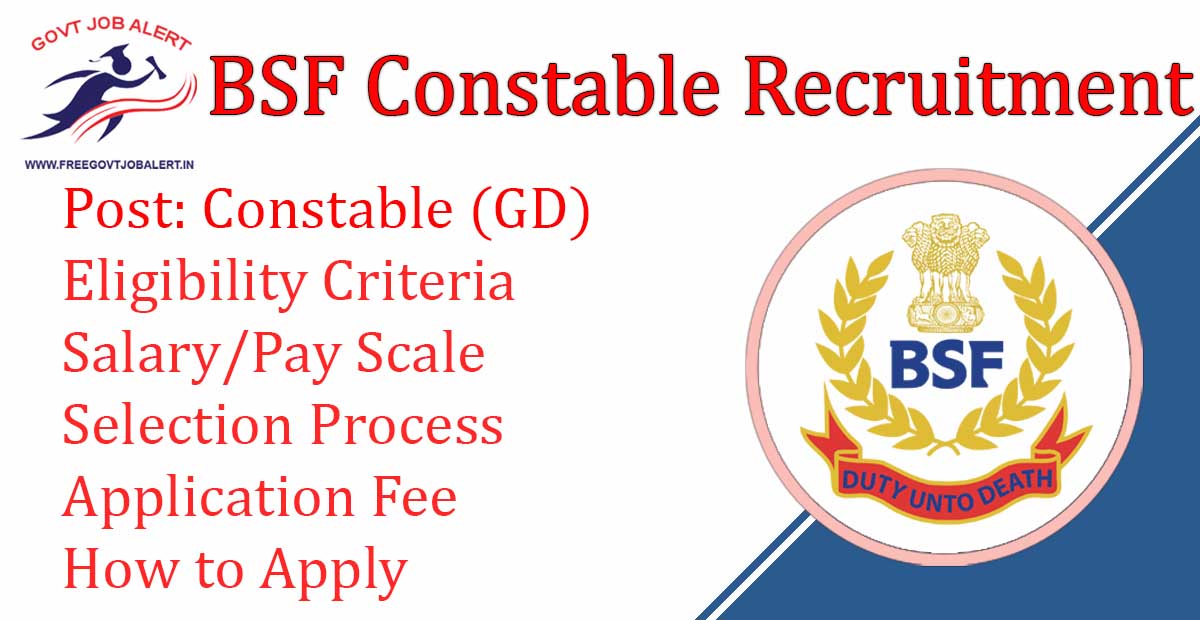 GOVT JOB ALERT
WWW.FREEGOVTJOBALERT.IN
BSF Constable Recruitment
Post: Constable (GD)
Eligibility Criteria
Salary/Pay Scale
Selection Process
Application Fee
How to Apply
BSF
DUTY UNTO DEATH